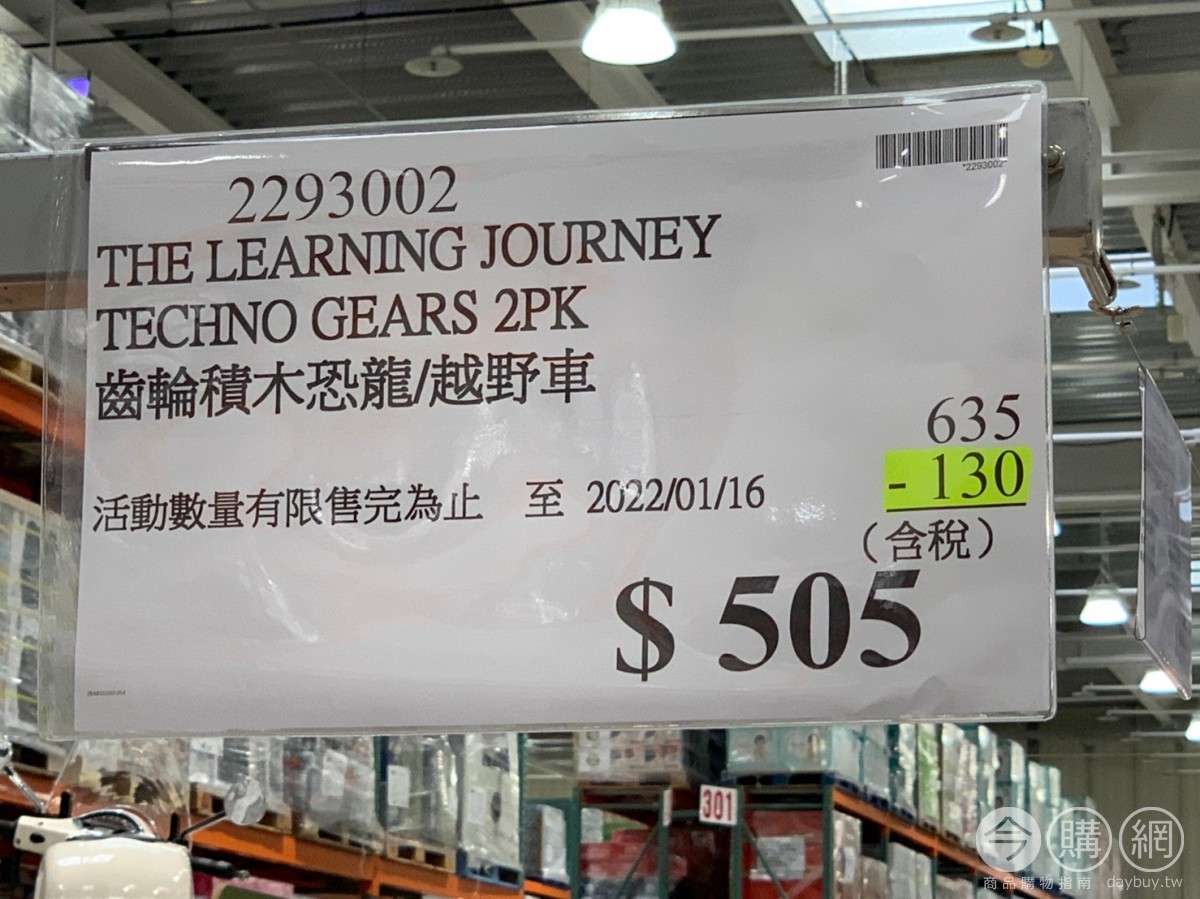 2293002
*2293002*
THE LEARNING JOURNEY
TECHNO GEARS 2PK
齒輪積木恐龍/越野車
635
- 130
活動數量有限售完為止 至 2022/01/16
(含稅)
$ 505
301
今購網
商品購物指南 daybuy.tw